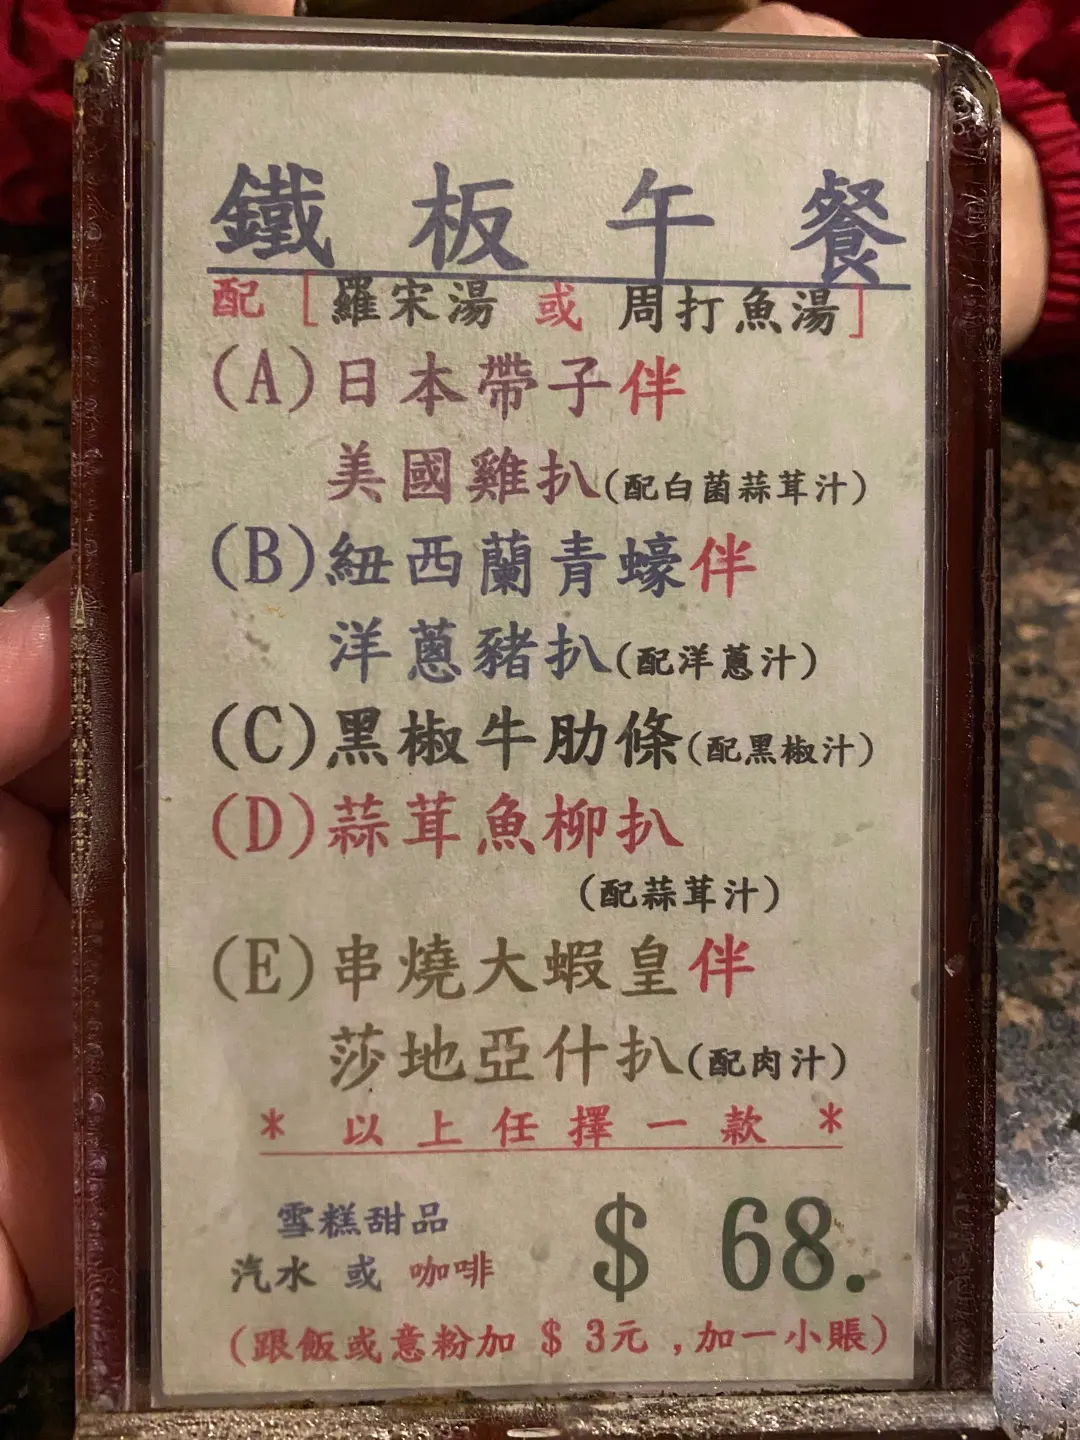 鐵板午餐
配［羅宋湯 或 周打魚湯］
(A)日本帶子伴
美國雞扒(配白菌蒜茸汁)
(B)紐西蘭青蠔伴
洋蔥豬扒(配洋蔥汁)
(C)黑椒牛肋條(配黑椒汁)
(D)蒜茸魚柳扒
(配蒜茸汁)
(E)串燒大蝦皇伴
莎地亞什扒(配肉汁)
* 以上任擇一款 *
雪糕甜品
汽水 或 咖啡
$ 68.
(跟飯或意粉加 $ 3元 ,加一小賬)